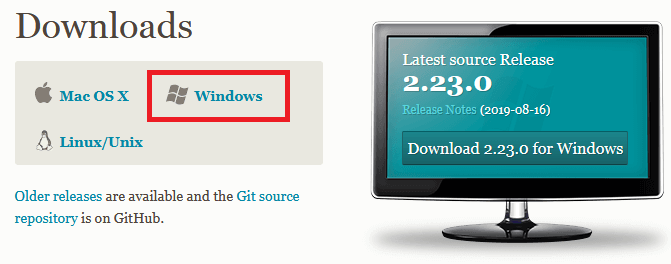 Downloads
Mac OS X
Windows
Linux/Unix
Older releases are available and the Git source
repository is on GitHub.
Latest source Release
2.23.0
Release Notes (2019-08-16)
Download 2.23.0 for Windows